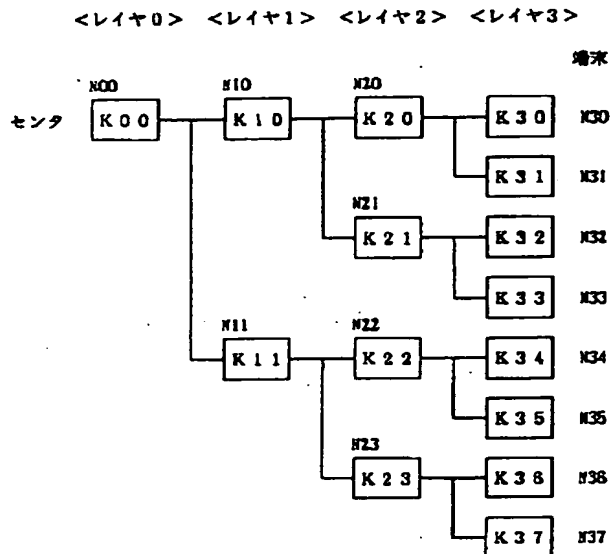 <レイヤ0> <レイヤ1> <レイヤ2> <レイヤ3>
端末
N00 N10 N20
センタ K00 K10 K20 K30 N30
K31 N31
N21
K21 K32 N32
K33 N33
N11 N22
K11 K22 K34 N34
K35 N35
N23
K23 K36 N36
K37 N37